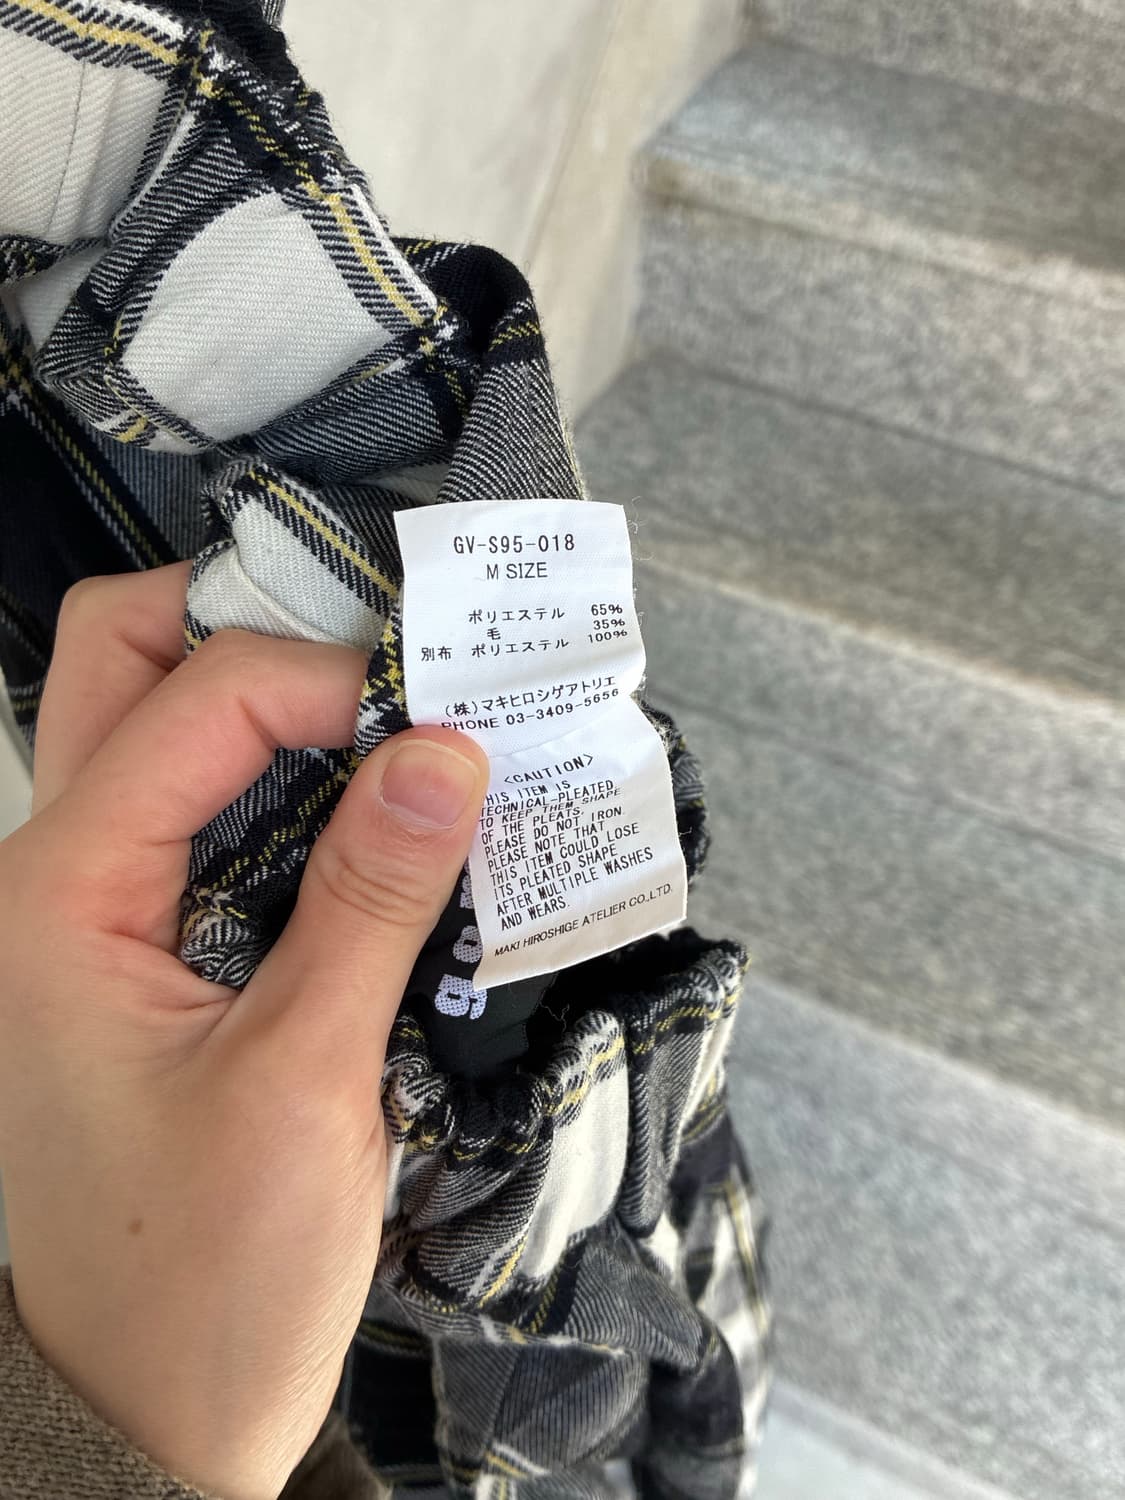 GV-S95-018
M SIZE
ポリエステル 65%
毛 35%
別布 ポリエステル 100%
(株)マキヒロシゲアトリエ
PHONE 03-3409-5656
<CAUTION>
THIS ITEM IS
TECHNICAL-PLEATED
TO KEEP THEM SHAPE
OF THE PLEATS.
PLEASE DO NOT IRON.
PLEASE NOTE THAT
THIS ITEM COULD LOSE
ITS PLEATED SHAPE
AFTER MULTIPLE WASHES
AND WEARS.
MAKI HIROSHIGE ATELIER CO.,LTD.